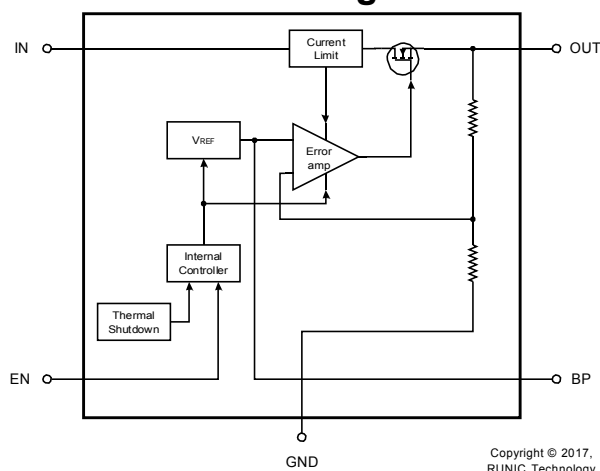 IN
Current
Limit
OUT
VREF
Error
amp
Internal
Controller
Thermal
Shutdown
EN
BP
GND
Copyright © 2017,
RUNIC Technology